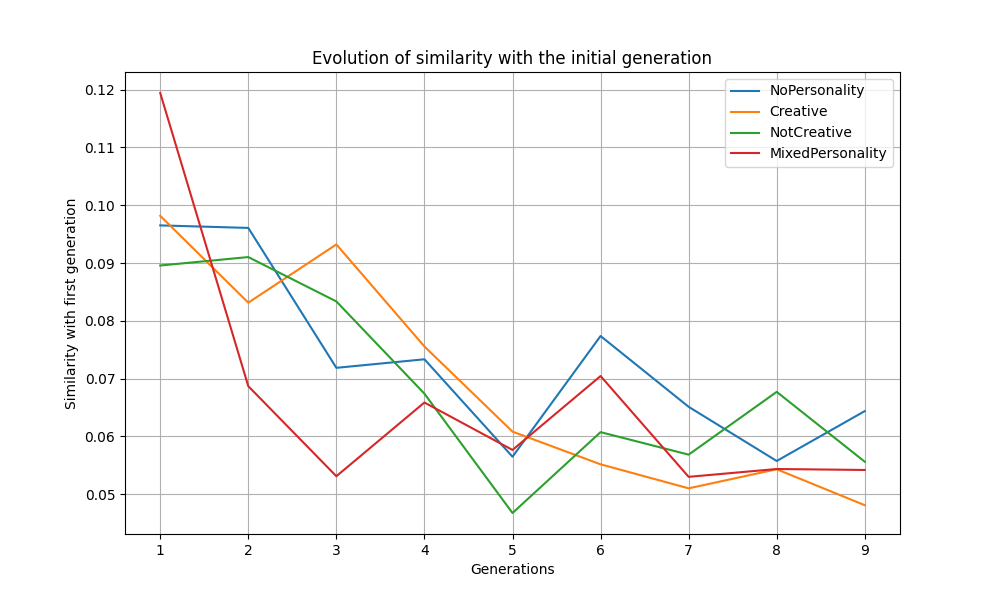 Evolution of similarity with the initial generation
NoPersonality
Creative
NotCreative
MixedPersonality
Similarity with first generation
0.12
0.11
0.10
0.09
0.08
0.07
0.06
0.05
1 2 3 4 5 6 7 8 9
Generations